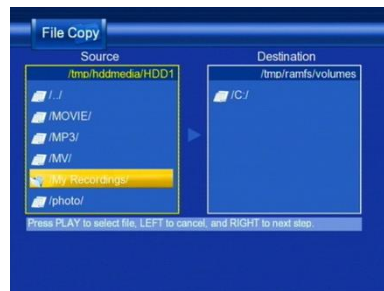 File Copy
Source
Destination
/tmp/hddmedia/HDD1
/tmp/ramfs/volumes
/../
/C:/
/MOVIE/
/MP3/
/MV/
/My Recordings/
/photo/
Press PLAY to select file, LEFT to cancel, and RIGHT to next step.